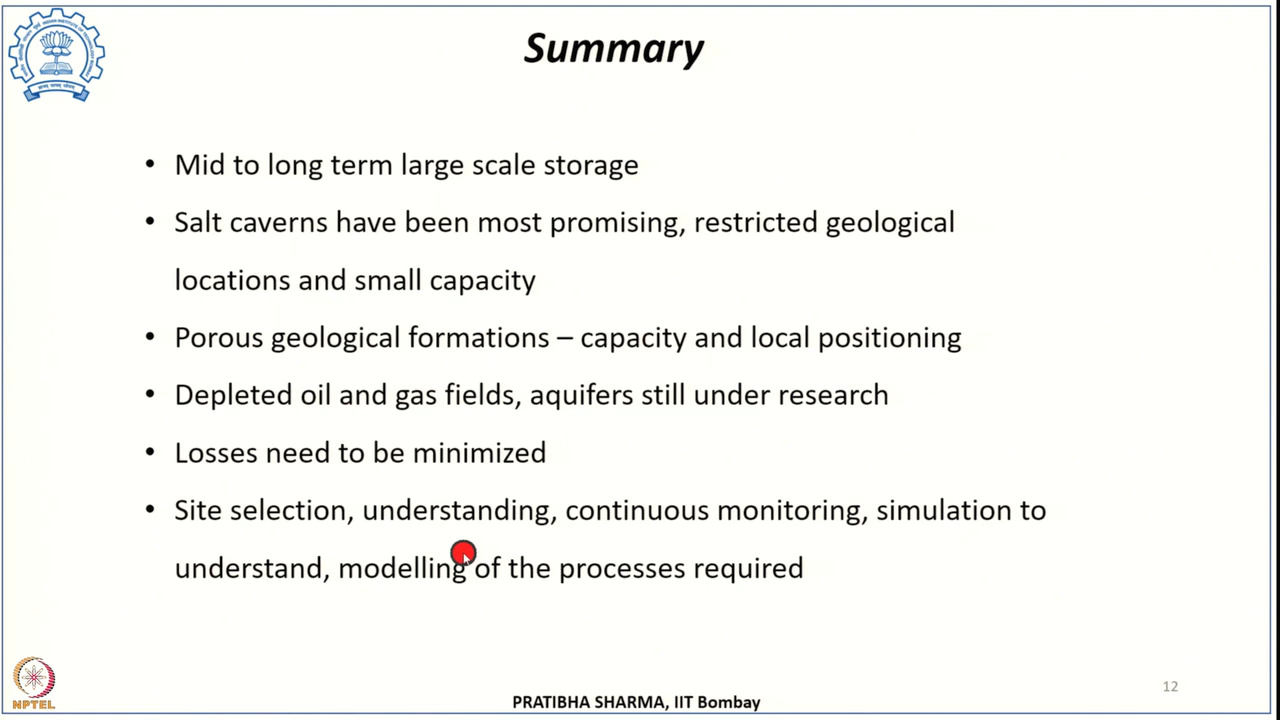 Summary
• Mid to long term large scale storage
• Salt caverns have been most promising, restricted geological
locations and small capacity
• Porous geological formations – capacity and local positioning
• Depleted oil and gas fields, aquifers still under research
• Losses need to be minimized
• Site selection, understanding, continuous monitoring, simulation to
understand, modelling of the processes required
NPTEL
PRATIBHA SHARMA, IIT Bombay
12